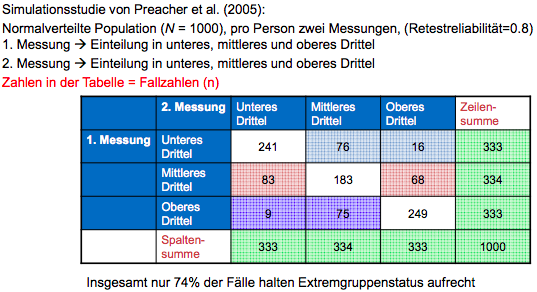 Simulationsstudie von Preacher et al. (2005):
Normalverteilte Population (N = 1000), pro Person zwei Messungen, (Retestreliabilität=0.8)
1. Messung → Einteilung in unteres, mittleres und oberes Drittel
2. Messung → Einteilung in unteres, mittleres und oberes Drittel
Zahlen in der Tabelle = Fallzahlen (n)
2. Messung Unteres Drittel Mittleres Drittel Oberes Drittel Zeilen-summe
1. Messung Unteres Drittel 241 76 16 333
Mittleres Drittel 83 183 68 334
Oberes Drittel 9 75 249 333
Spalten-summe 333 334 333 1000
Insgesamt nur 74% der Fälle halten Extremgruppenstatus aufrecht